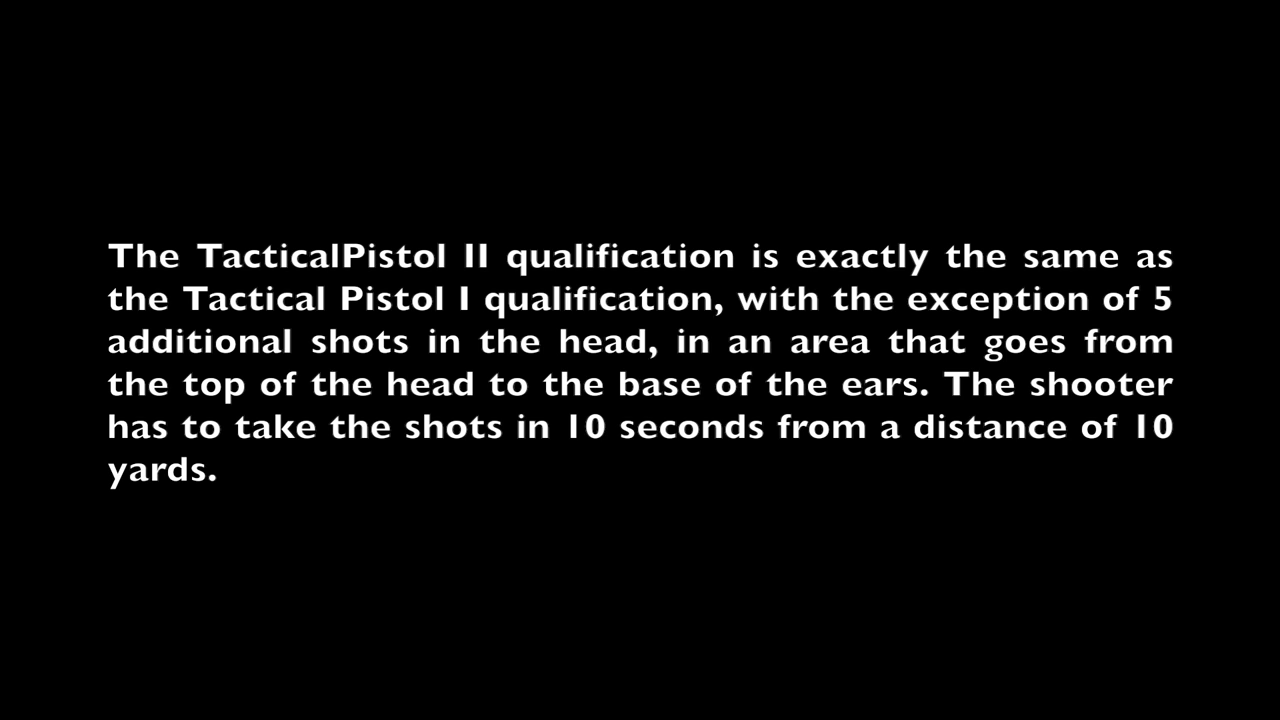 The TacticalPistol II qualification is exactly the same as
the Tactical Pistol I qualification, with the exception of 5
additional shots in the head, in an area that goes from
the top of the head to the base of the ears. The shooter
has to take the shots in 10 seconds from a distance of 10
yards.